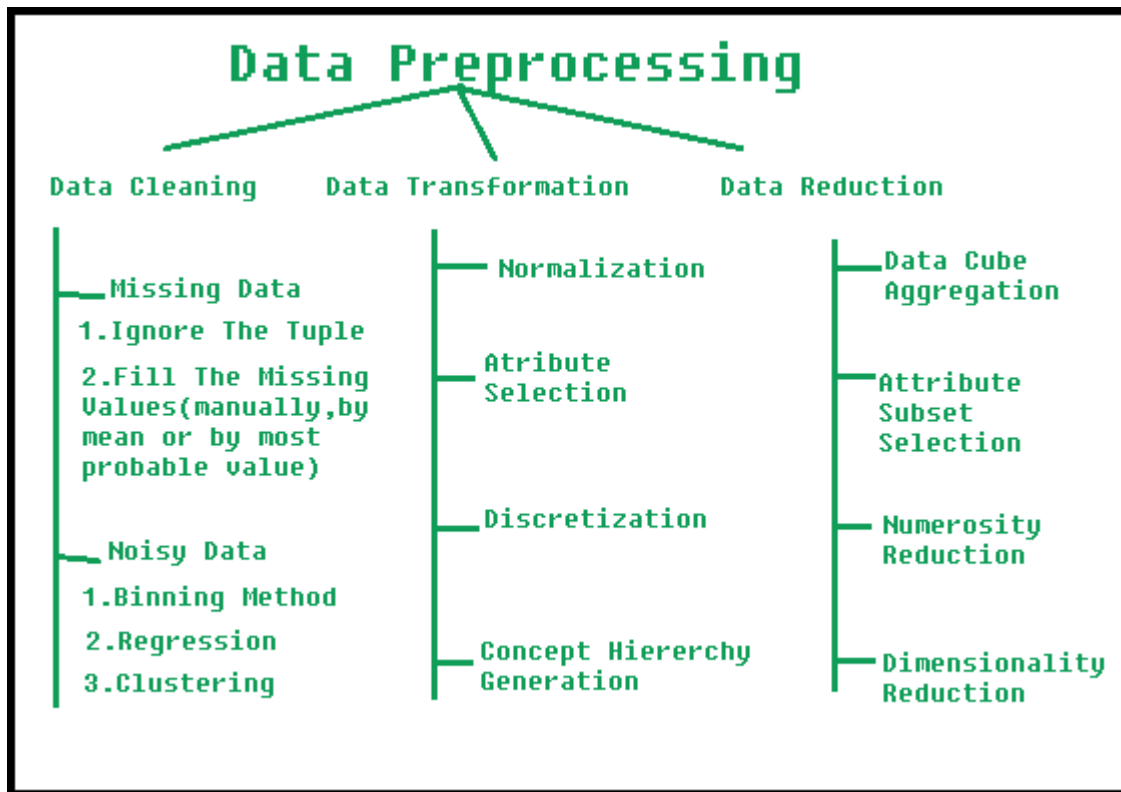 Data Preprocessing
Data Cleaning
Missing Data
1.Ignore The Tuple
2.Fill The Missing
Values(manually,by
mean or by most
probable value)
Noisy Data
1.Binning Method
2.Regression
3.Clustering
Data Transformation
Normalization
Atribute
Selection
Discretization
Concept Hiererchy
Generation
Data Reduction
Data Cube
Aggregation
Attribute
Subset
Selection
Numerosity
Reduction
Dimensionality
Reduction